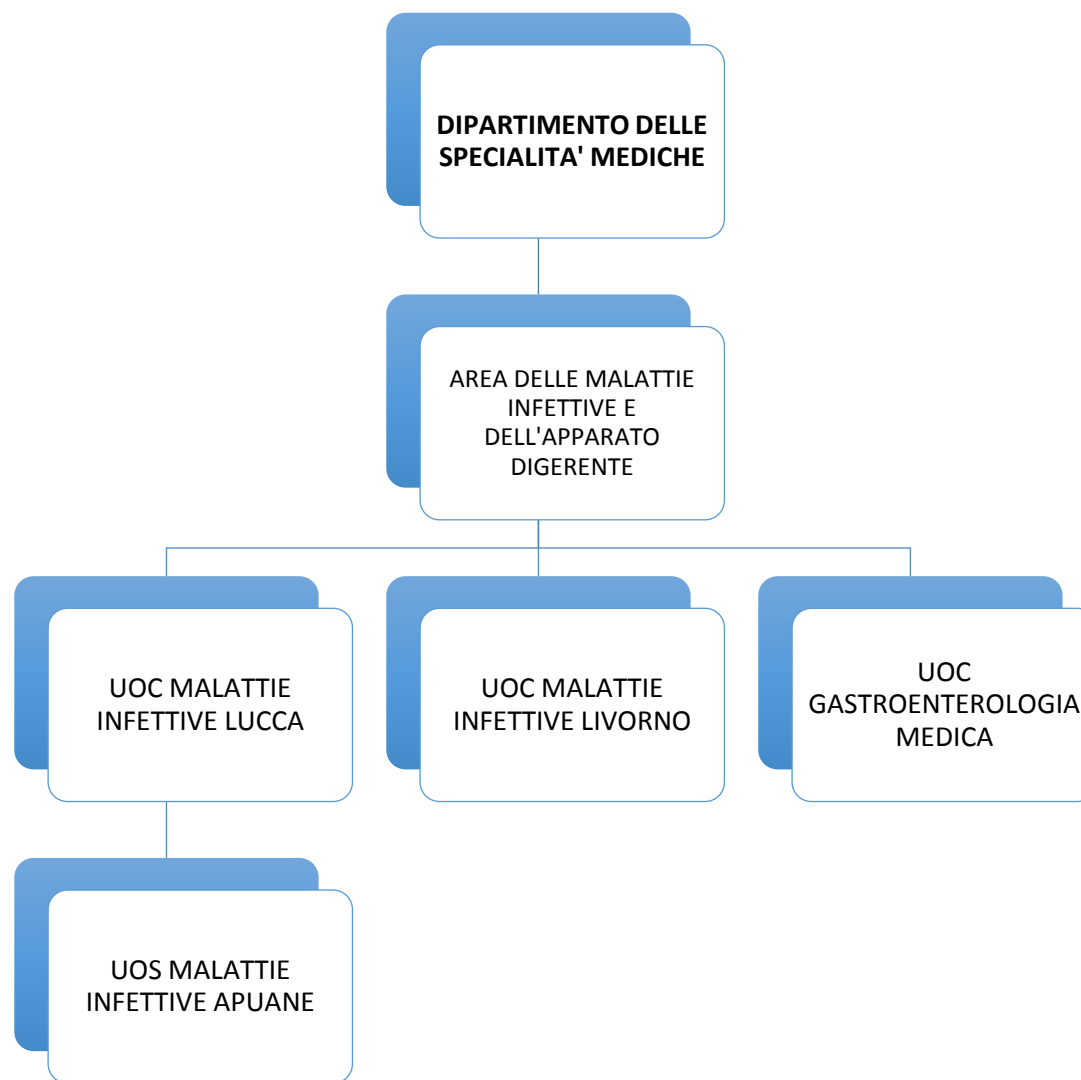 DIPARTIMENTO DELLE
SPECIALITA' MEDICHE
AREA DELLE MALATTIE
INFETTIVE E
DELL'APPARATO
DIGERENTE
UOC MALATTIE
INFETTIVE LUCCA
UOC MALATTIE
INFETTIVE LIVORNO
UOC
GASTROENTEROLOGIA
MEDICA
UOS MALATTIE
INFETTIVE APUANE